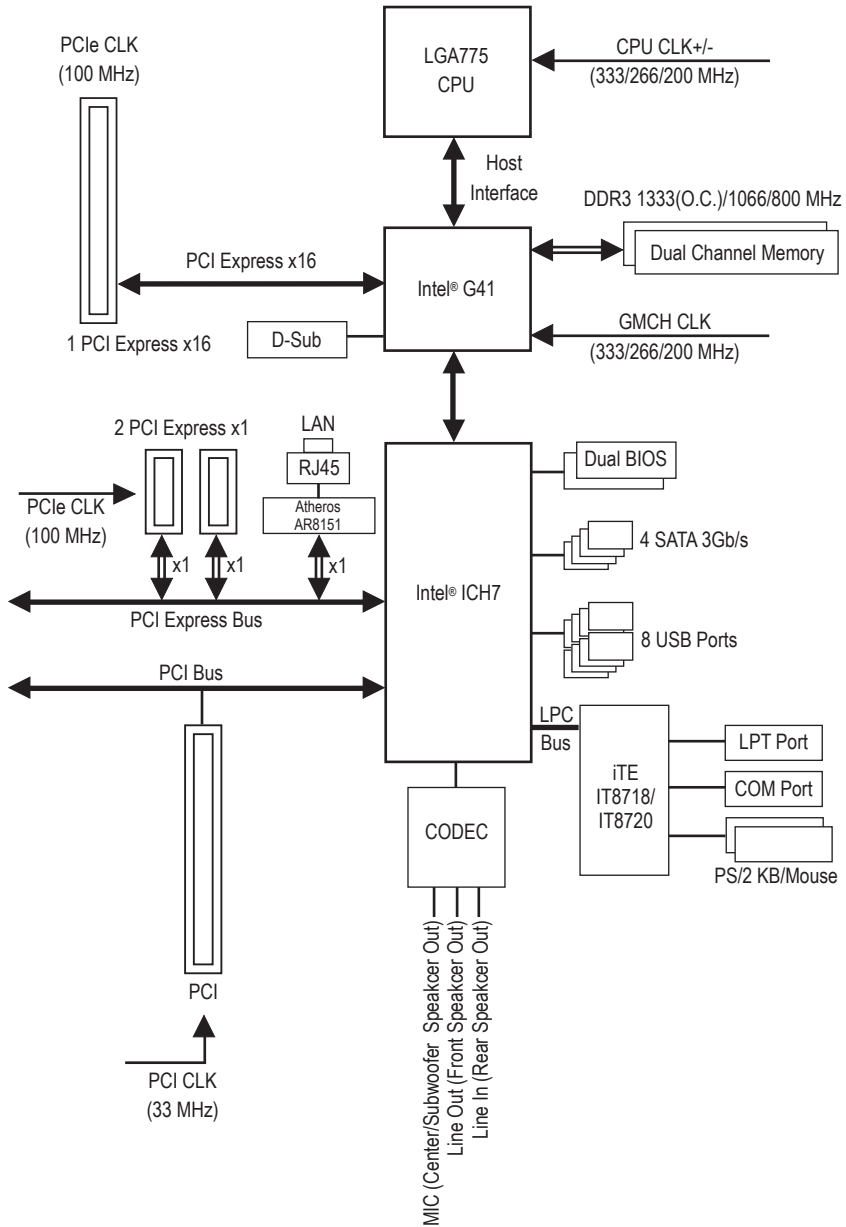 PCIe CLK
(100 MHz)
LGA775
CPU
CPU CLK+/-
(333/266/200 MHz)
Host
Interface
DDR3 1333(O.C.)/1066/800 MHz
Dual Channel Memory
PCI Express x16
Intel® G41
1 PCI Express x16
D-Sub
GMCH CLK
(333/266/200 MHz)
2 PCI Express x1
LAN
RJ45
Atheros
AR8151
PCIe CLK
(100 MHz)
x1
x1
x1
PCI Express Bus
Intel® ICH7
Dual BIOS
4 SATA 3Gb/s
8 USB Ports
PCI Bus
LPC
Bus
iTE
IT8718/
IT8720
LPT Port
COM Port
PS/2 KB/Mouse
CODEC
PCI
PCI CLK
(33 MHz)
MIC (Center/Subwoofer Speakcer Out)
Line Out (Front Speakcer Out)
Line In (Rear Speakcer Out)